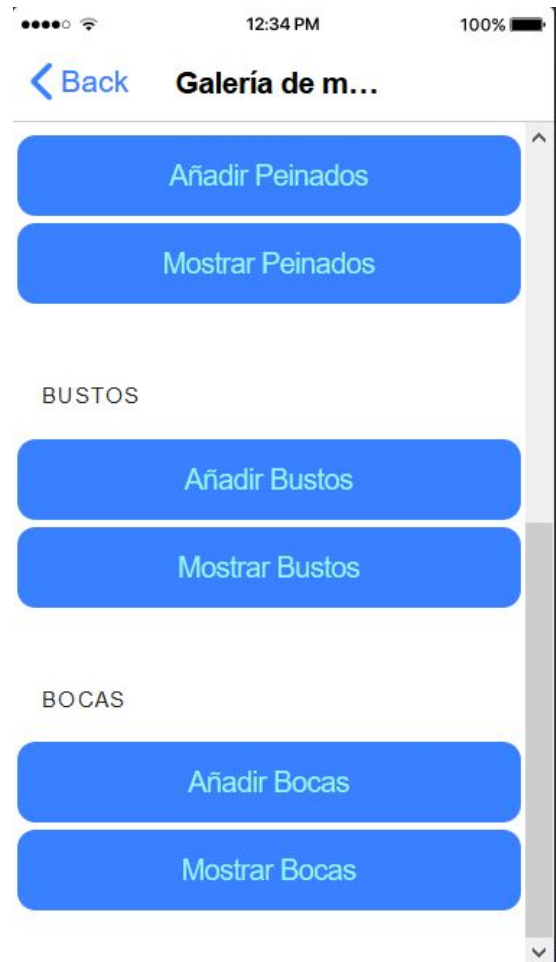 12:34 PM
100%
Back
Galería de m...
Añadir Peinados
Mostrar Peinados
BUSTOS
Añadir Bustos
Mostrar Bustos
BOCAS
Añadir Bocas
Mostrar Bocas